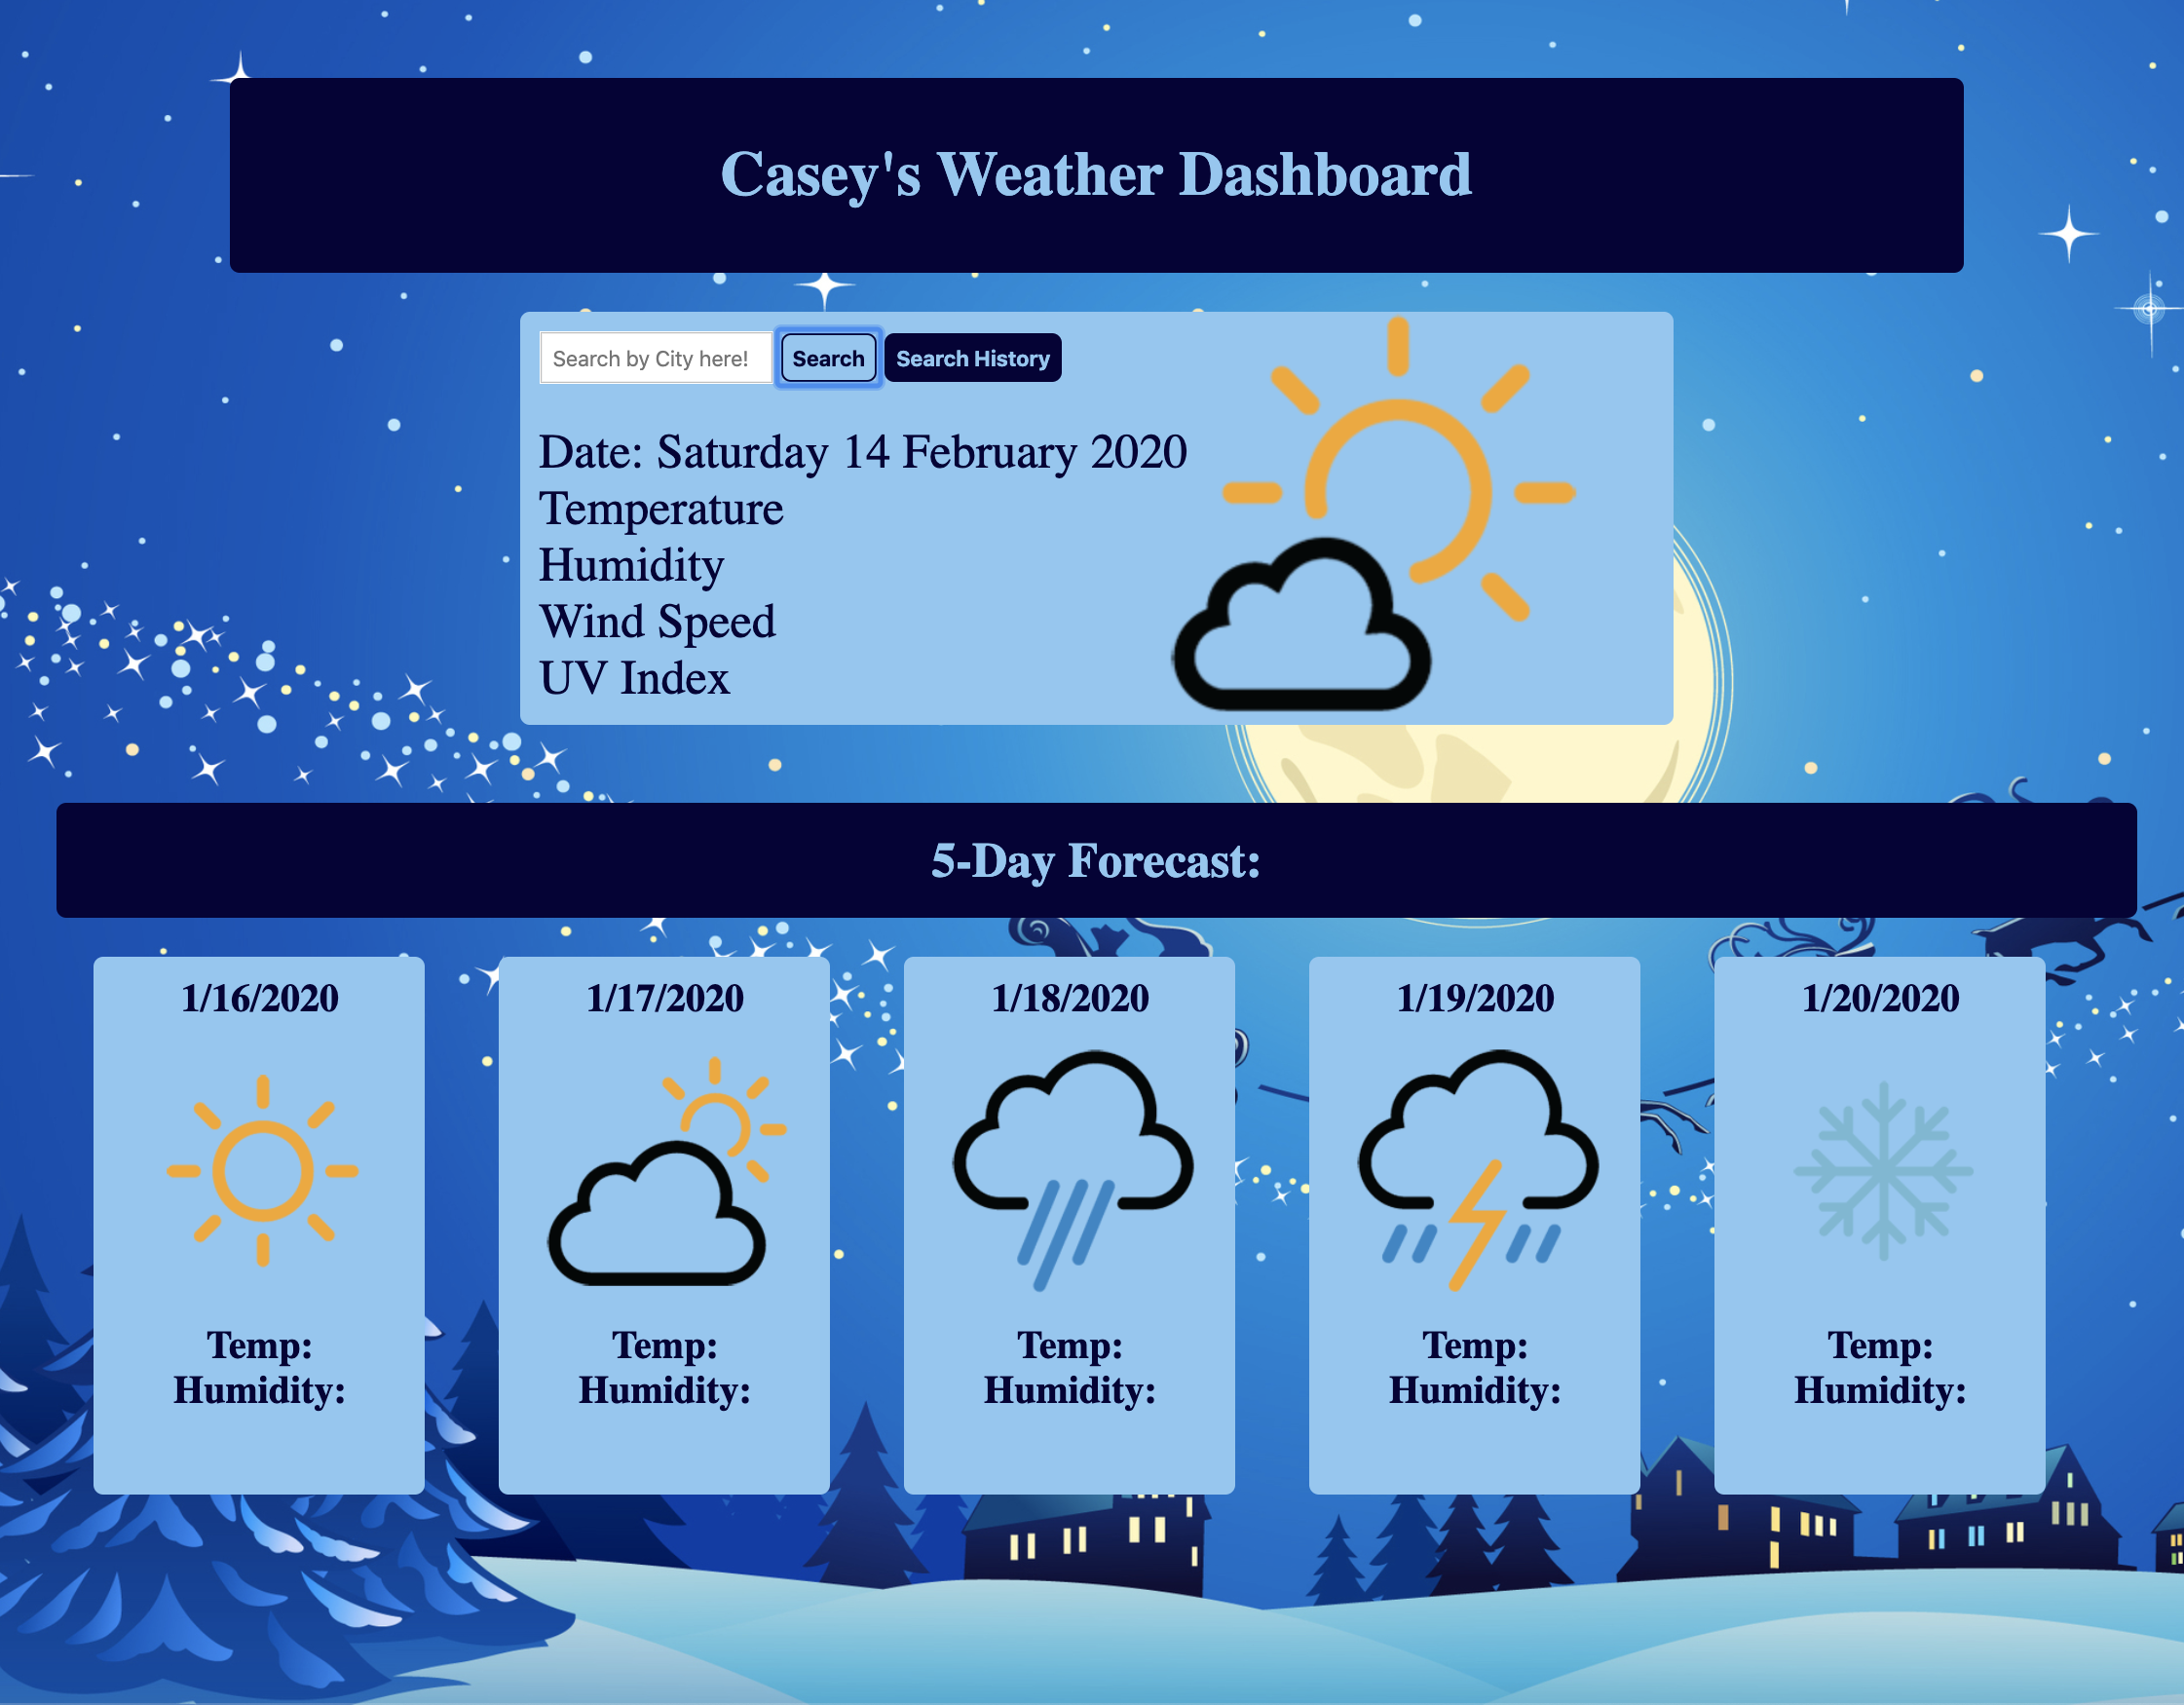 Casey's Weather Dashboard
Search by City here! Search Search History
Date: Saturday 14 February 2020
Temperature
Humidity
Wind Speed
UV Index
5-Day Forecast:
1/16/2020 1/17/2020 1/18/2020 1/19/2020 1/20/2020
Temp: Temp: Temp: Temp: Temp:
Humidity: Humidity: Humidity: Humidity: Humidity: